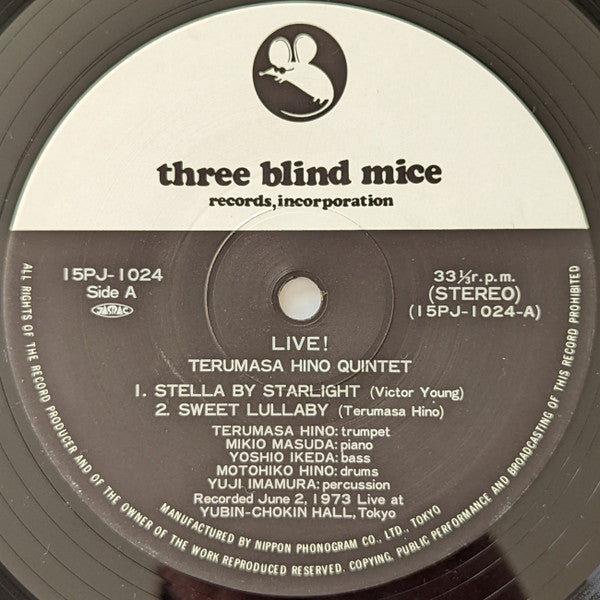 three blind mice
records, incorporation
15PJ-1024
Side A
JASRAC
33⅓r.p.m.
(STEREO)
(15PJ-1024-A)
LIVE!
TERUMASA HINO QUINTET
1. STELLA BY STARLIGHT (Victor Young)
2. SWEET LULLABY (Terumasa Hino)
TERUMASA HINO: trumpet
MIKIO MASUDA: piano
YOSHIO IKEDA: bass
MOTOHIKO HINO: drums
YUJI IMAMURA: percussion
Recorded June 2, 1973 Live at
YUBIN-CHOKIN HALL, Tokyo
MANUFACTURED BY NIPPON PHONOGRAM CO., LTD., TOKYO
ALL RIGHTS OF THE RECORD PRODUCER AND OF THE OWNER OF THE WORK REPRODUCED RESERVED. COPYING, PUBLIC PERFORMANCE AND BROADCASTING OF THIS RECORD PROHIBITED